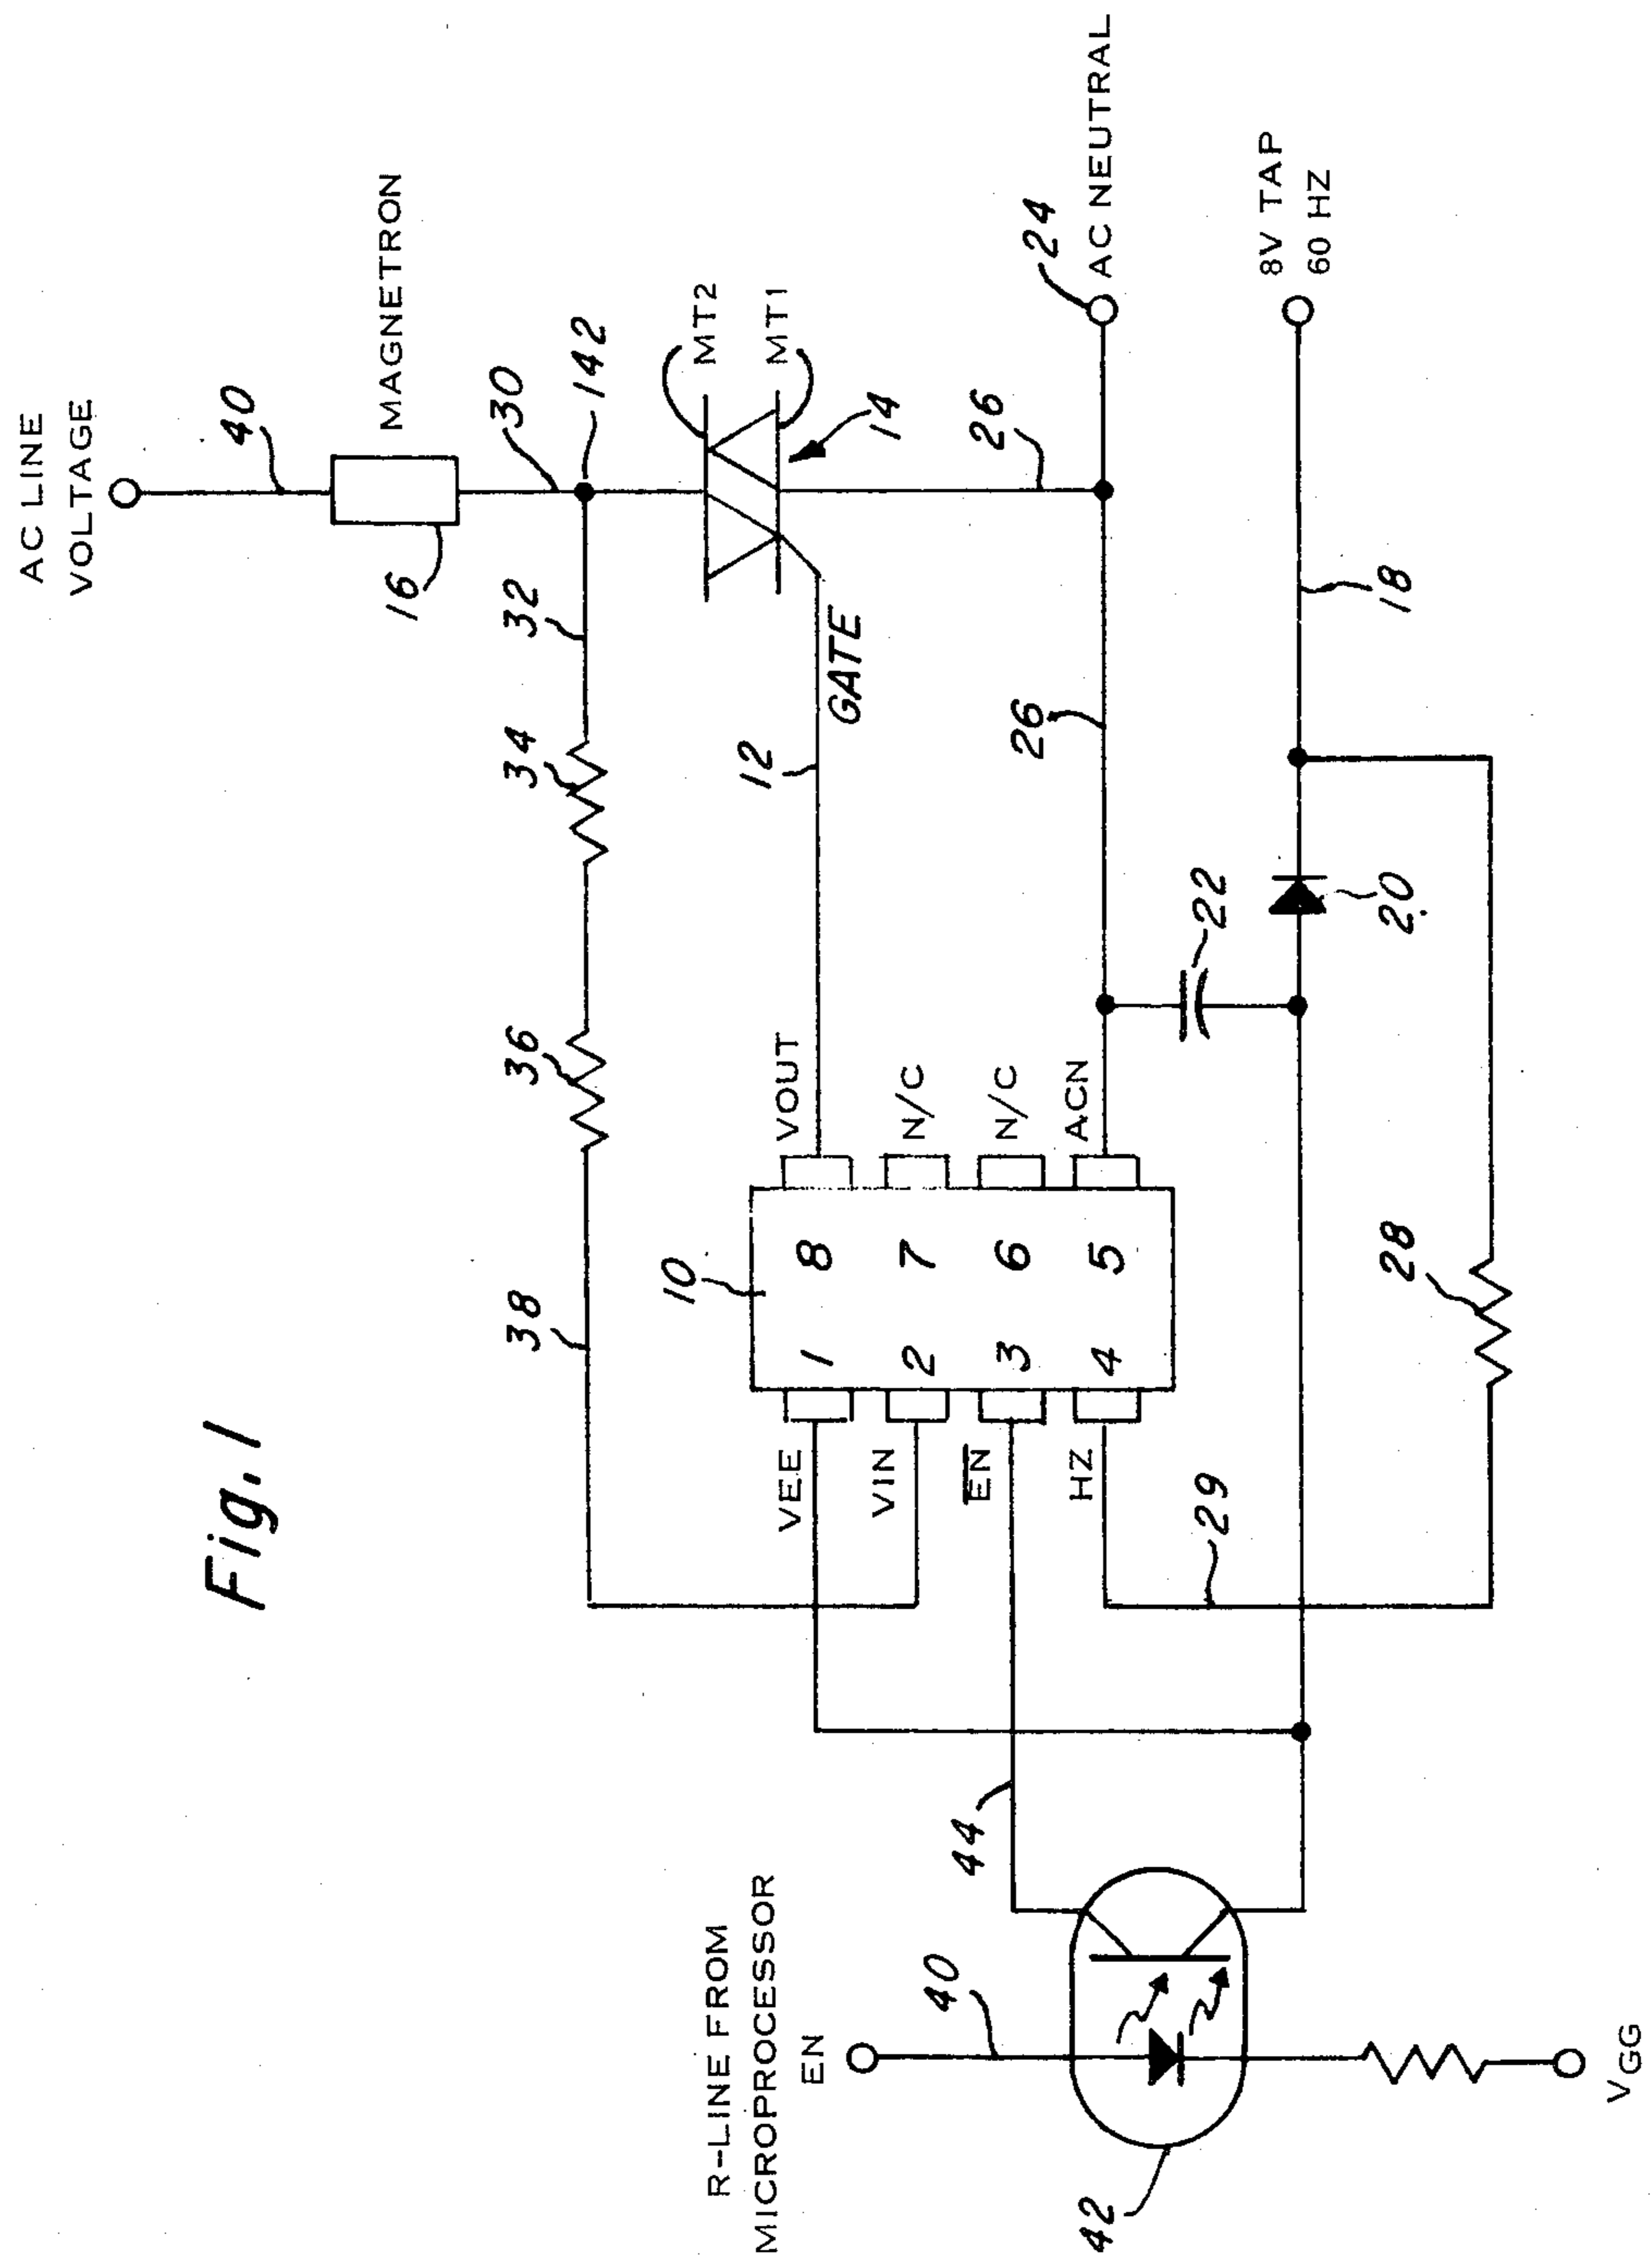 Fig. 1
AC LINE
VOLTAGE
40
MAGNETRON
16
30
142
32
34
36
38
MT2
MT1
14
GATE
12
26
24
AC NEUTRAL
26
8V TAP
60 HZ
18
20
22
28
29
10
VOUT
N/C
N/C
ACN
8
7
6
5
1
2
3
4
VEE
VIN
E̅N̅
HZ
44
R-LINE FROM
MICROPROCESSOR
EN
40
42
VGG